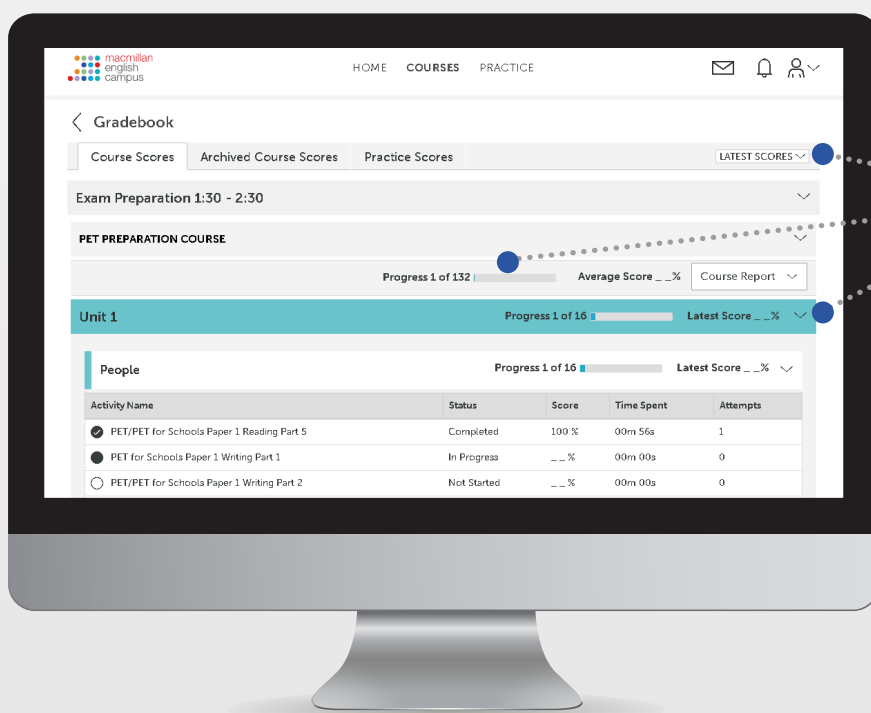 macmillan
english
campus
HOME COURSES PRACTICE
Gradebook
Course Scores Archived Course Scores Practice Scores LATEST SCORES
Exam Preparation 1:30 - 2:30
PET PREPARATION COURSE
Progress 1 of 132 Average Score _ _% Course Report
Unit 1 Progress 1 of 16 Latest Score _ _%
People Progress 1 of 16 Latest Score _ _%
Activity Name Status Score Time Spent Attempts
PET/PET for Schools Paper 1 Reading Part 5 Completed 100 % 00m 56s 1
PET for Schools Paper 1 Writing Part 1 In Progress _ _ % 00m 00s 0
PET/PET for Schools Paper 1 Writing Part 2 Not Started _ _ % 00m 00s 0